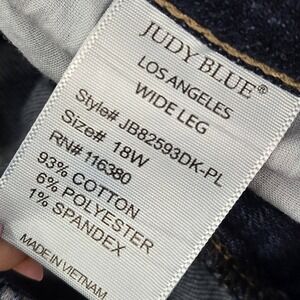 JUDY BLUE®
LOS ANGELES
WIDE LEG
Style# JB82593DK-PL
Size# 18W
RN# 116380
93% COTTON
6% POLYESTER
1% SPANDEX
MADE IN VIETNAM